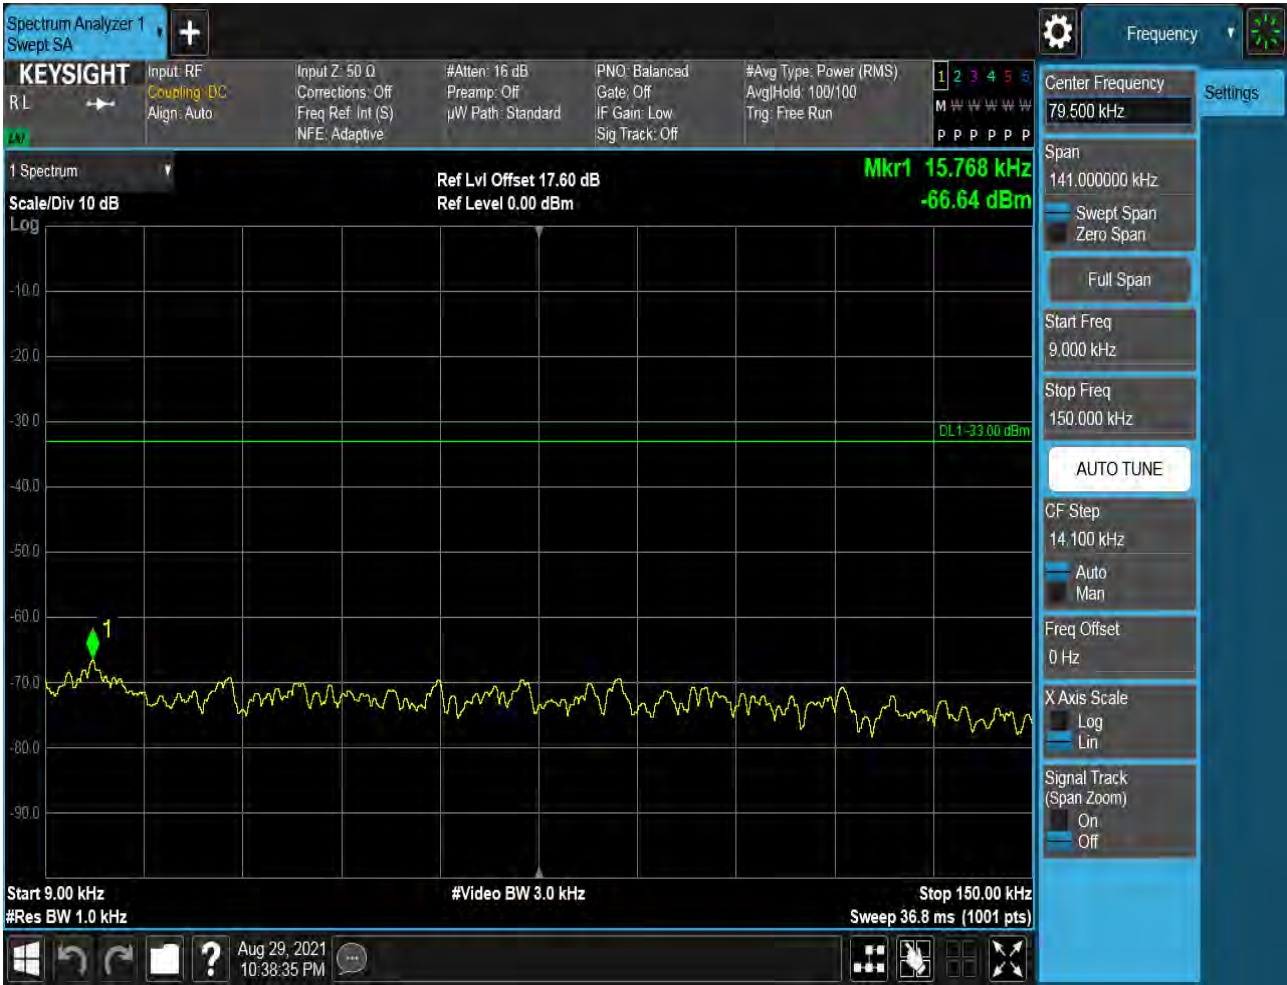 Spectrum Analyzer 1
Swept SA
Frequency
KEYSIGHT
R L
LXI
Input: RF
Coupling: DC
Align: Auto
Input Z: 50 Ω
Corrections: Off
Freq Ref: Int (S)
NFE: Adaptive
#Atten: 16 dB
Preamp: Off
µW Path: Standard
PNO: Balanced
Gate: Off
IF Gain: Low
Sig Track: Off
#Avg Type: Power (RMS)
Avg|Hold: 100/100
Trig: Free Run
1 2 3 4 5 6
M W W W W W
P P P P P P
1 Spectrum
Scale/Div 10 dB
Log
Ref Lvl Offset 17.60 dB
Ref Level 0.00 dBm
Mkr1 15.768 kHz
-66.64 dBm
-10.0
-20.0
-30.0
DL1 -33.00 dBm
-40.0
-50.0
-60.0
1
-70.0
-80.0
-90.0
Start 9.00 kHz
#Res BW 1.0 kHz
#Video BW 3.0 kHz
Stop 150.00 kHz
Sweep 36.8 ms (1001 pts)
Center Frequency
79.500 kHz
Settings
Span
141.000000 kHz
Swept Span
Zero Span
Full Span
Start Freq
9.000 kHz
Stop Freq
150.000 kHz
AUTO TUNE
CF Step
14.100 kHz
Auto
Man
Freq Offset
0 Hz
X Axis Scale
Log
Lin
Signal Track
(Span Zoom)
On
Off
?
Aug 29, 2021
10:38:35 PM